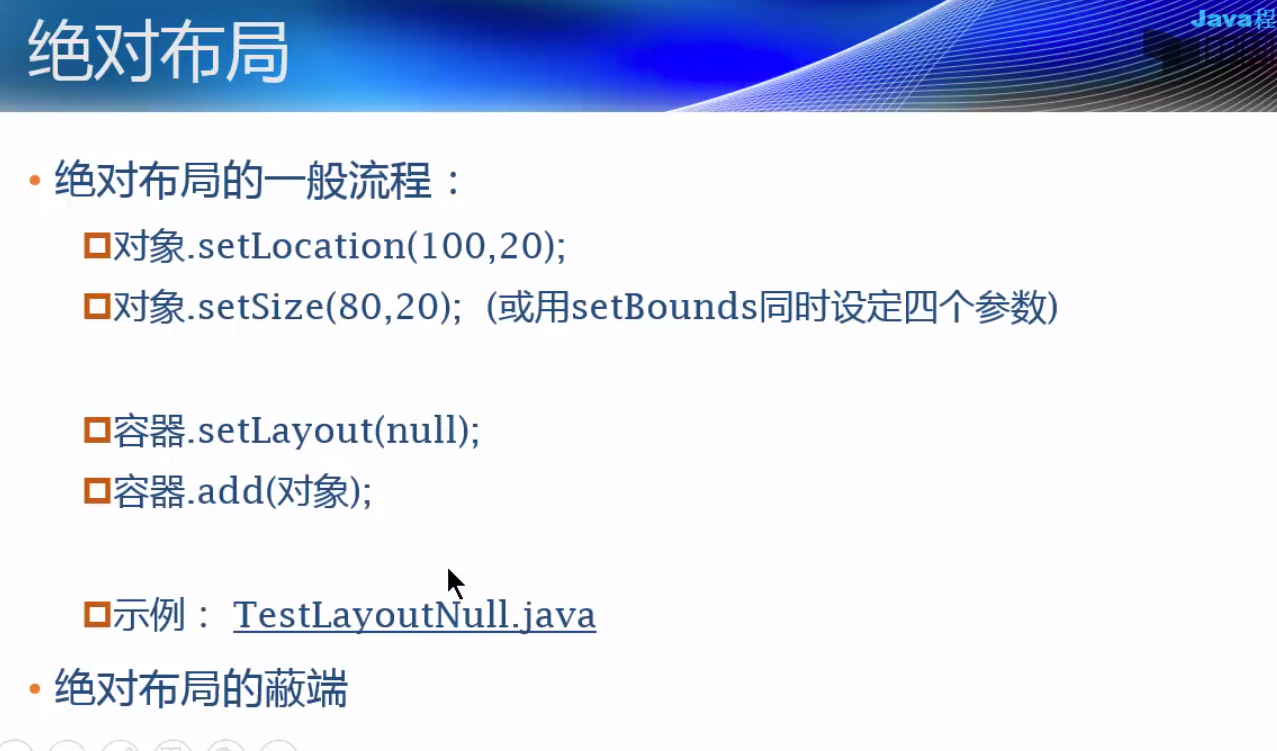 Java程
绝对布局
• 绝对布局的一般流程：
对象.setLocation(100,20);
对象.setSize(80,20); (或用setBounds同时设定四个参数)
容器.setLayout(null);
容器.add(对象);
示例： TestLayoutNull.java
• 绝对布局的蔽端